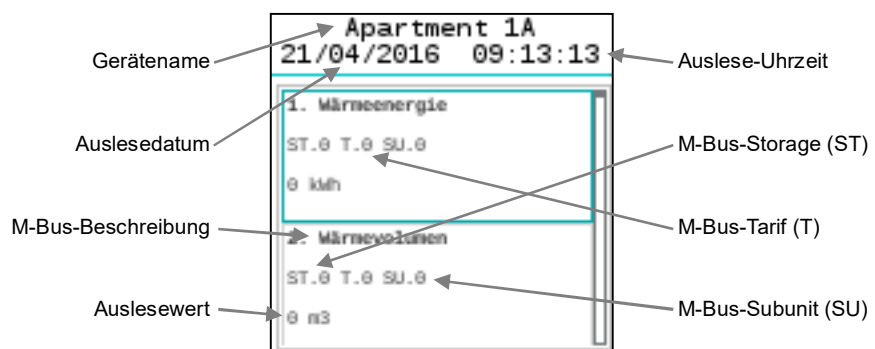 Apartment 1A
21/04/2016 09:13:13
Gerätename
Auslese-Uhrzeit
1. Wärmeenergie
Auslesedatum
ST.0 T.0 SU.0
M-Bus-Storage (ST)
0 kWh
M-Bus-Beschreibung
M-Bus-Tarif (T)
2. Wärmevolumen
ST.0 T.0 SU.0
Auslesewert
0 m3
M-Bus-Subunit (SU)